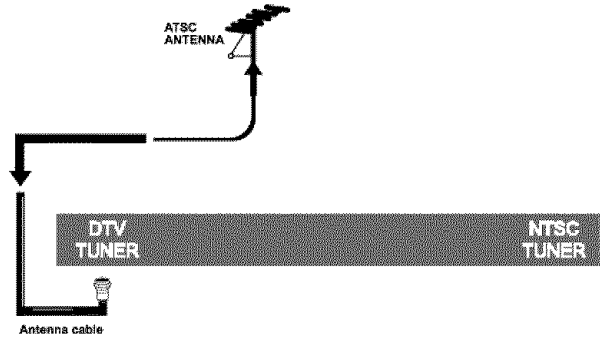 ATSC
ANTENNA
DTV
TUNER
NTSC
TUNER
Antenna cable